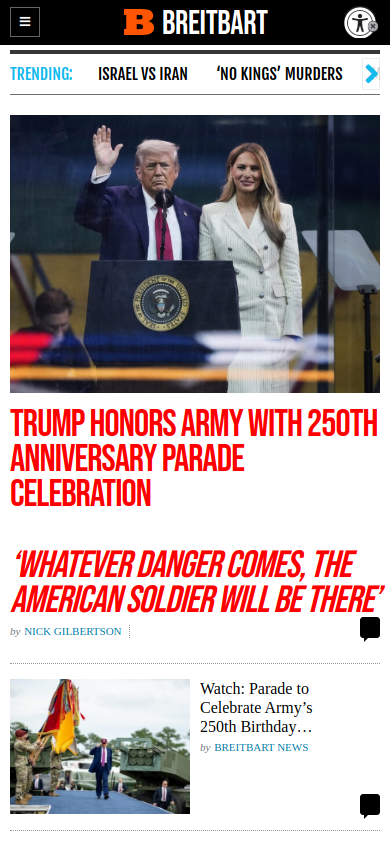 B BREITBART
TRENDING:
ISRAEL VS IRAN
‘NO KINGS’ MURDERS
TRUMP HONORS ARMY WITH 250TH
ANNIVERSARY PARADE
CELEBRATION
‘WHATEVER DANGER COMES, THE
AMERICAN SOLDIER WILL BE THERE’
by NICK GILBERTSON
Watch: Parade to
Celebrate Army’s
250th Birthday…
by BREITBART NEWS